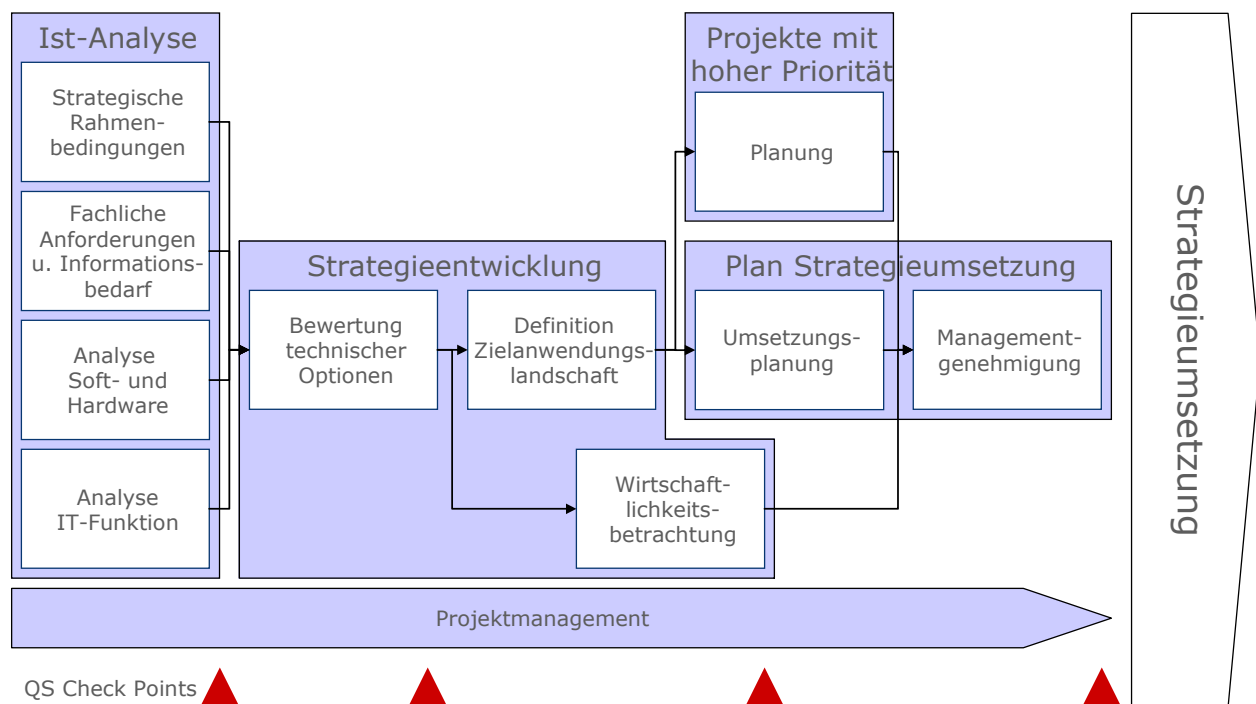 Ist-Analyse
Strategische
Rahmen-
bedingungen
Fachliche
Anforderungen
u. Informations-
bedarf
Analyse
Soft- und
Hardware
Analyse
IT-Funktion
Strategieentwicklung
Bewertung
technischer
Optionen
Definition
Zielanwendungs-
landschaft
Wirtschaft-
lichkeits-
betrachtung
Projekte mit
hoher Priorität
Planung
Plan Strategieumsetzung
Umsetzungs-
planung
Management-
genehmigung
Strategieumsetzung
Projektmanagement
QS Check Points